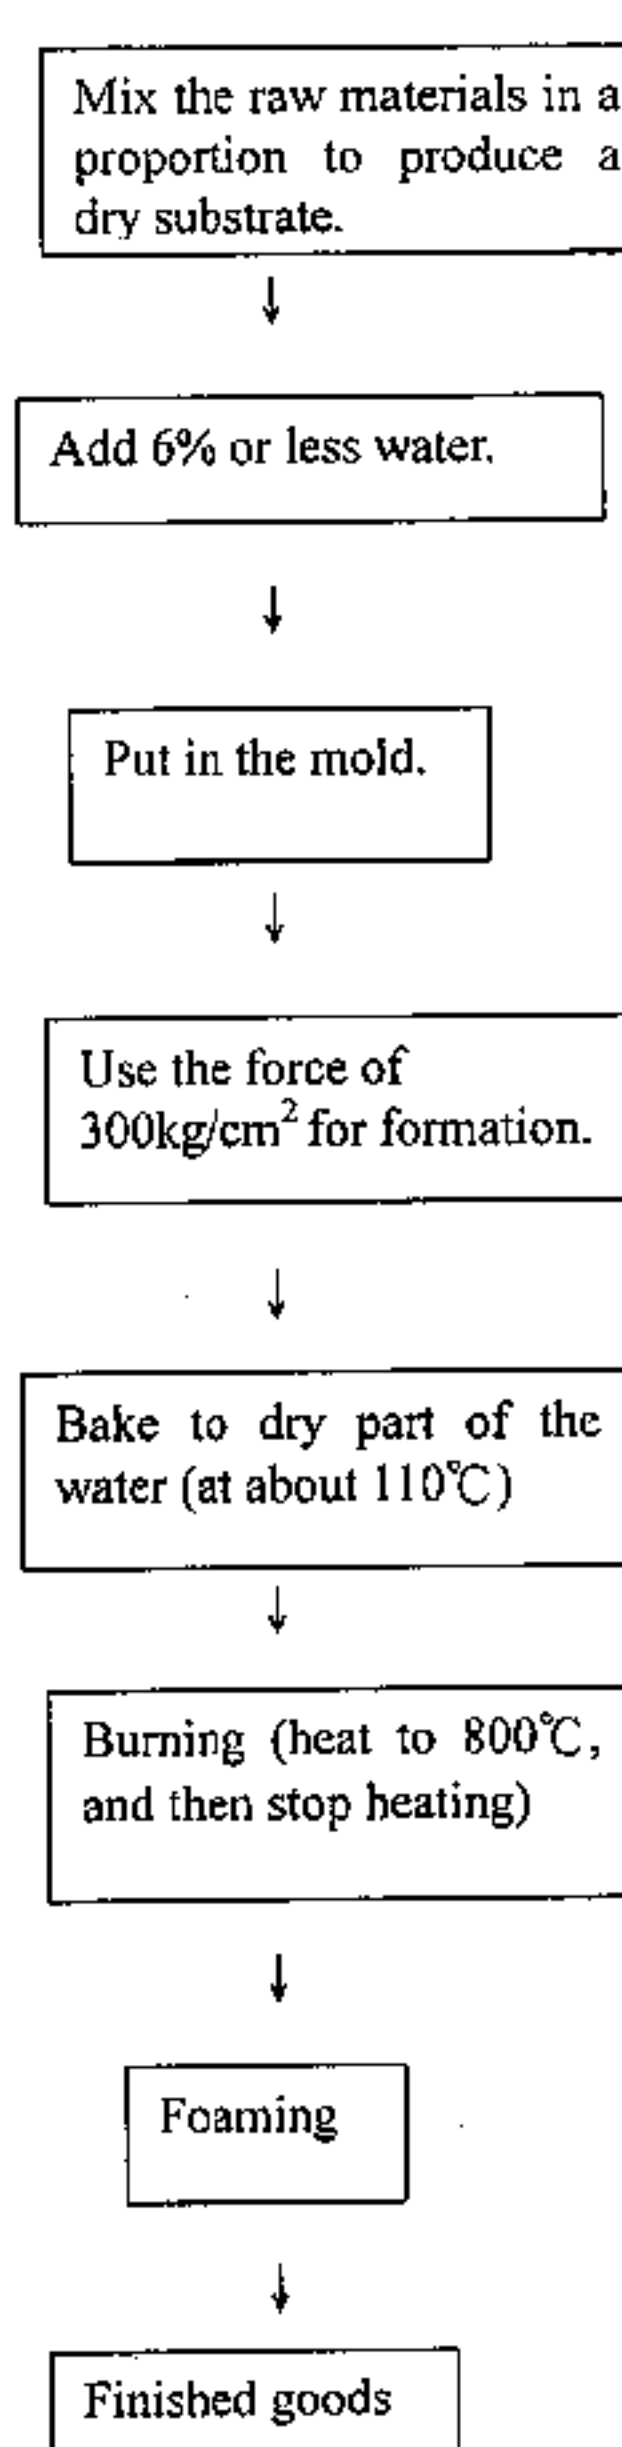 Mix the raw materials in a
proportion to produce a
dry substrate.
Add 6% or less water.
Put in the mold.
Use the force of
300kg/cm² for formation.
Bake to dry part of the
water (at about 110℃)
Burning (heat to 800℃,
and then stop heating)
Foaming
Finished goods